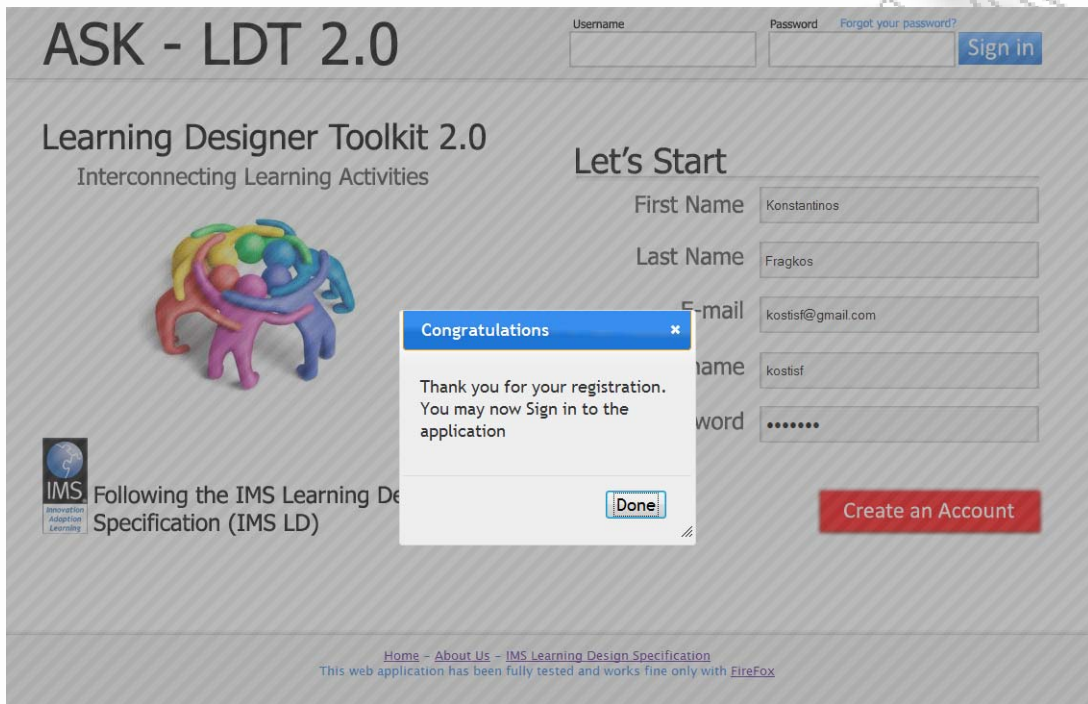 ASK - LDT 2.0
Username
Password Forgot your password?
Sign in
Learning Designer Toolkit 2.0
Interconnecting Learning Activities
Let's Start
First Name Konstantinos
Last Name Fragkos
E-mail kostisf@gmail.com
name kostisf
word •••••••
Congratulations ×
Thank you for your registration.
You may now Sign in to the
application
Done
IMS
Innovation
Adoption
Learning
Following the IMS Learning De
Specification (IMS LD)
Create an Account
Home - About Us - IMS Learning Design Specification
This web application has been fully tested and works fine only with FireFox